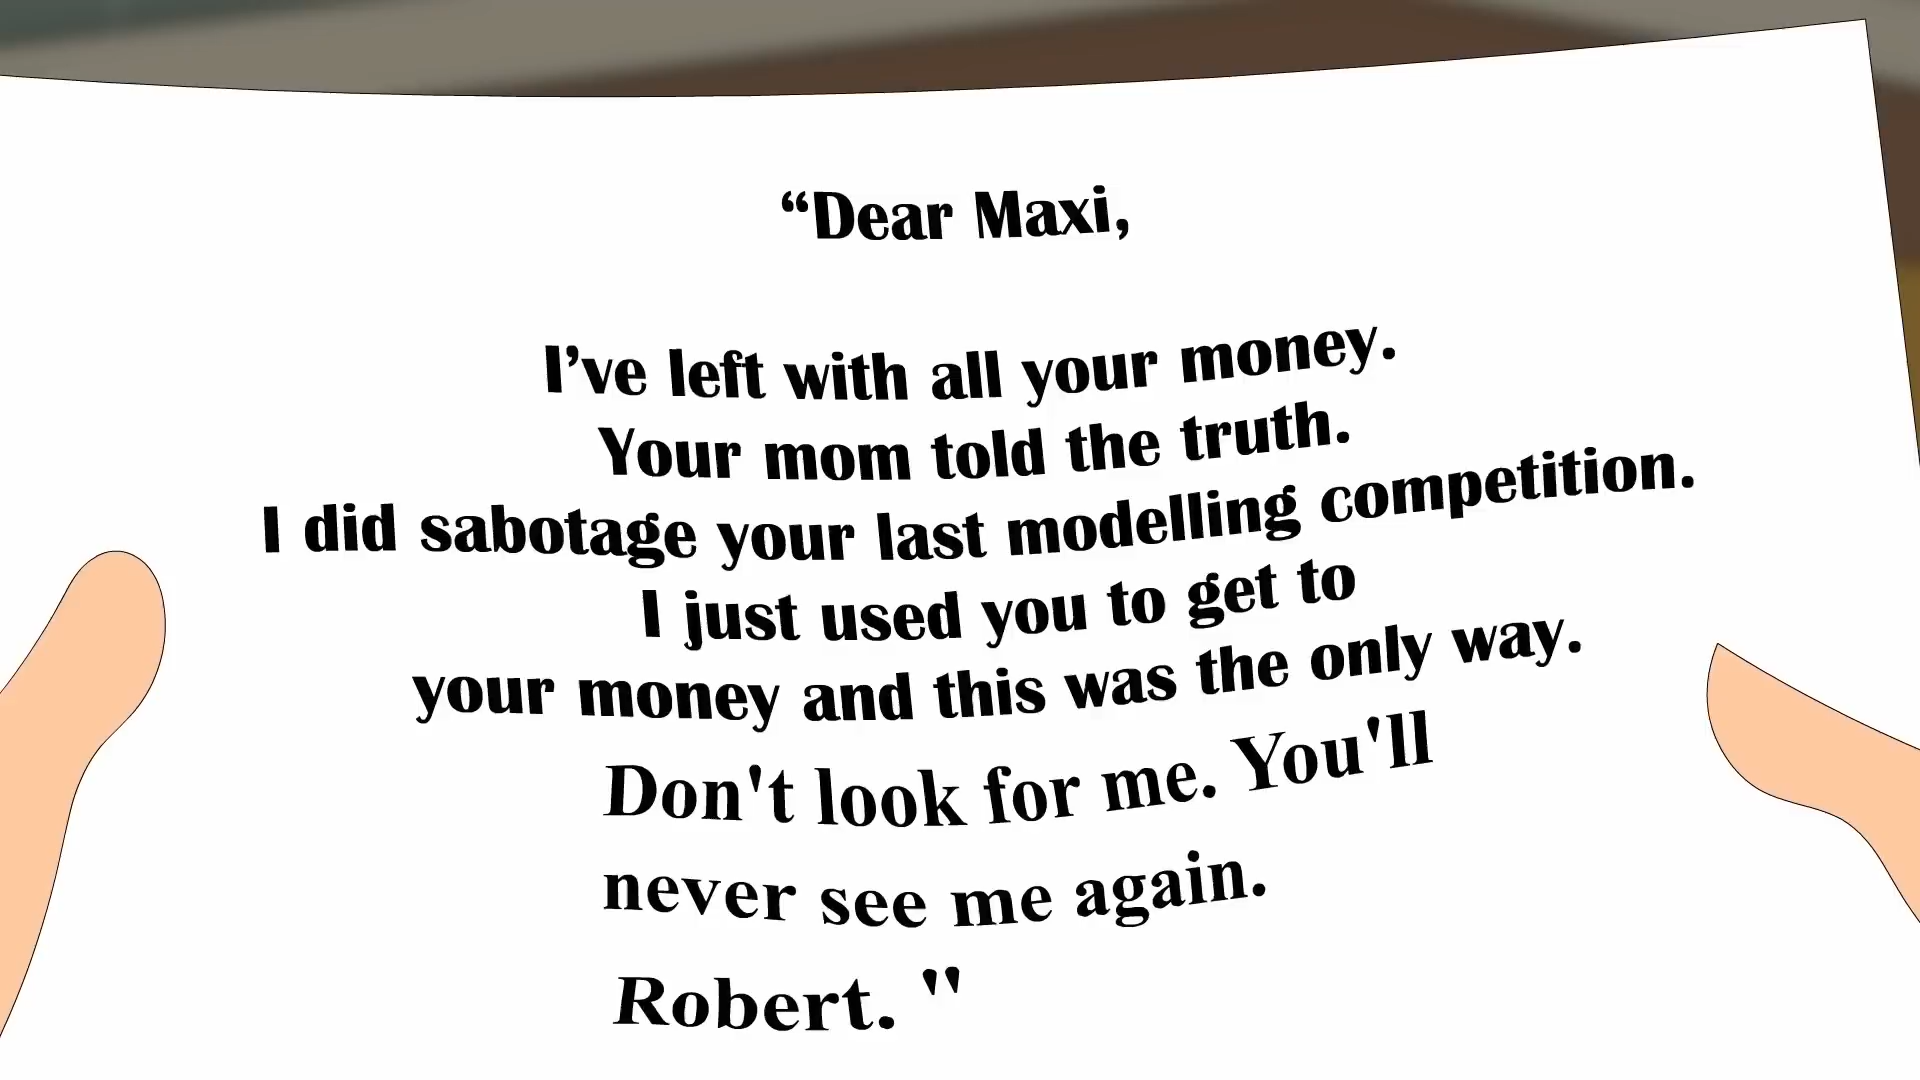 “Dear Maxi,
I’ve left with all your money.
Your mom told the truth.
I did sabotage your last modelling competition.
I just used you to get to
your money and this was the only way.
Don't look for me. You'll
never see me again.
Robert. "